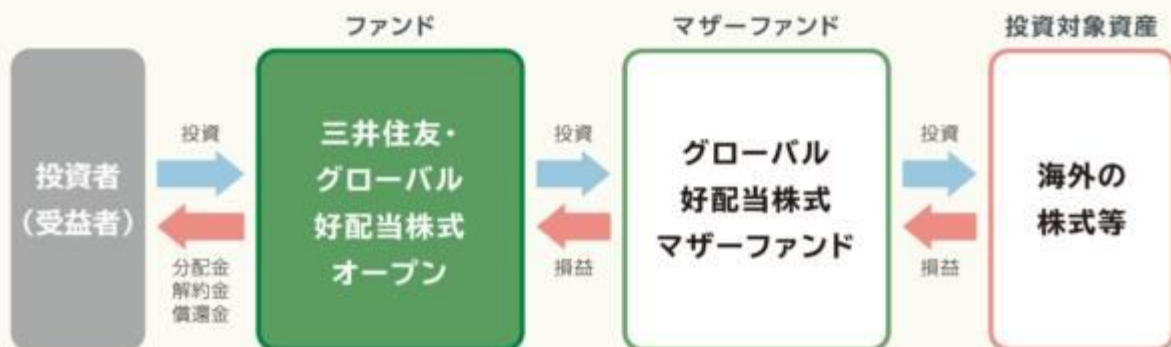 ファンド
マザーファンド
投資対象資産
投資者
（受益者）
投資
分配金
解約金
償還金
三井住友・
グローバル
好配当株式
オープン
投資
損益
グローバル
好配当株式
マザーファンド
投資
損益
海外の
株式等